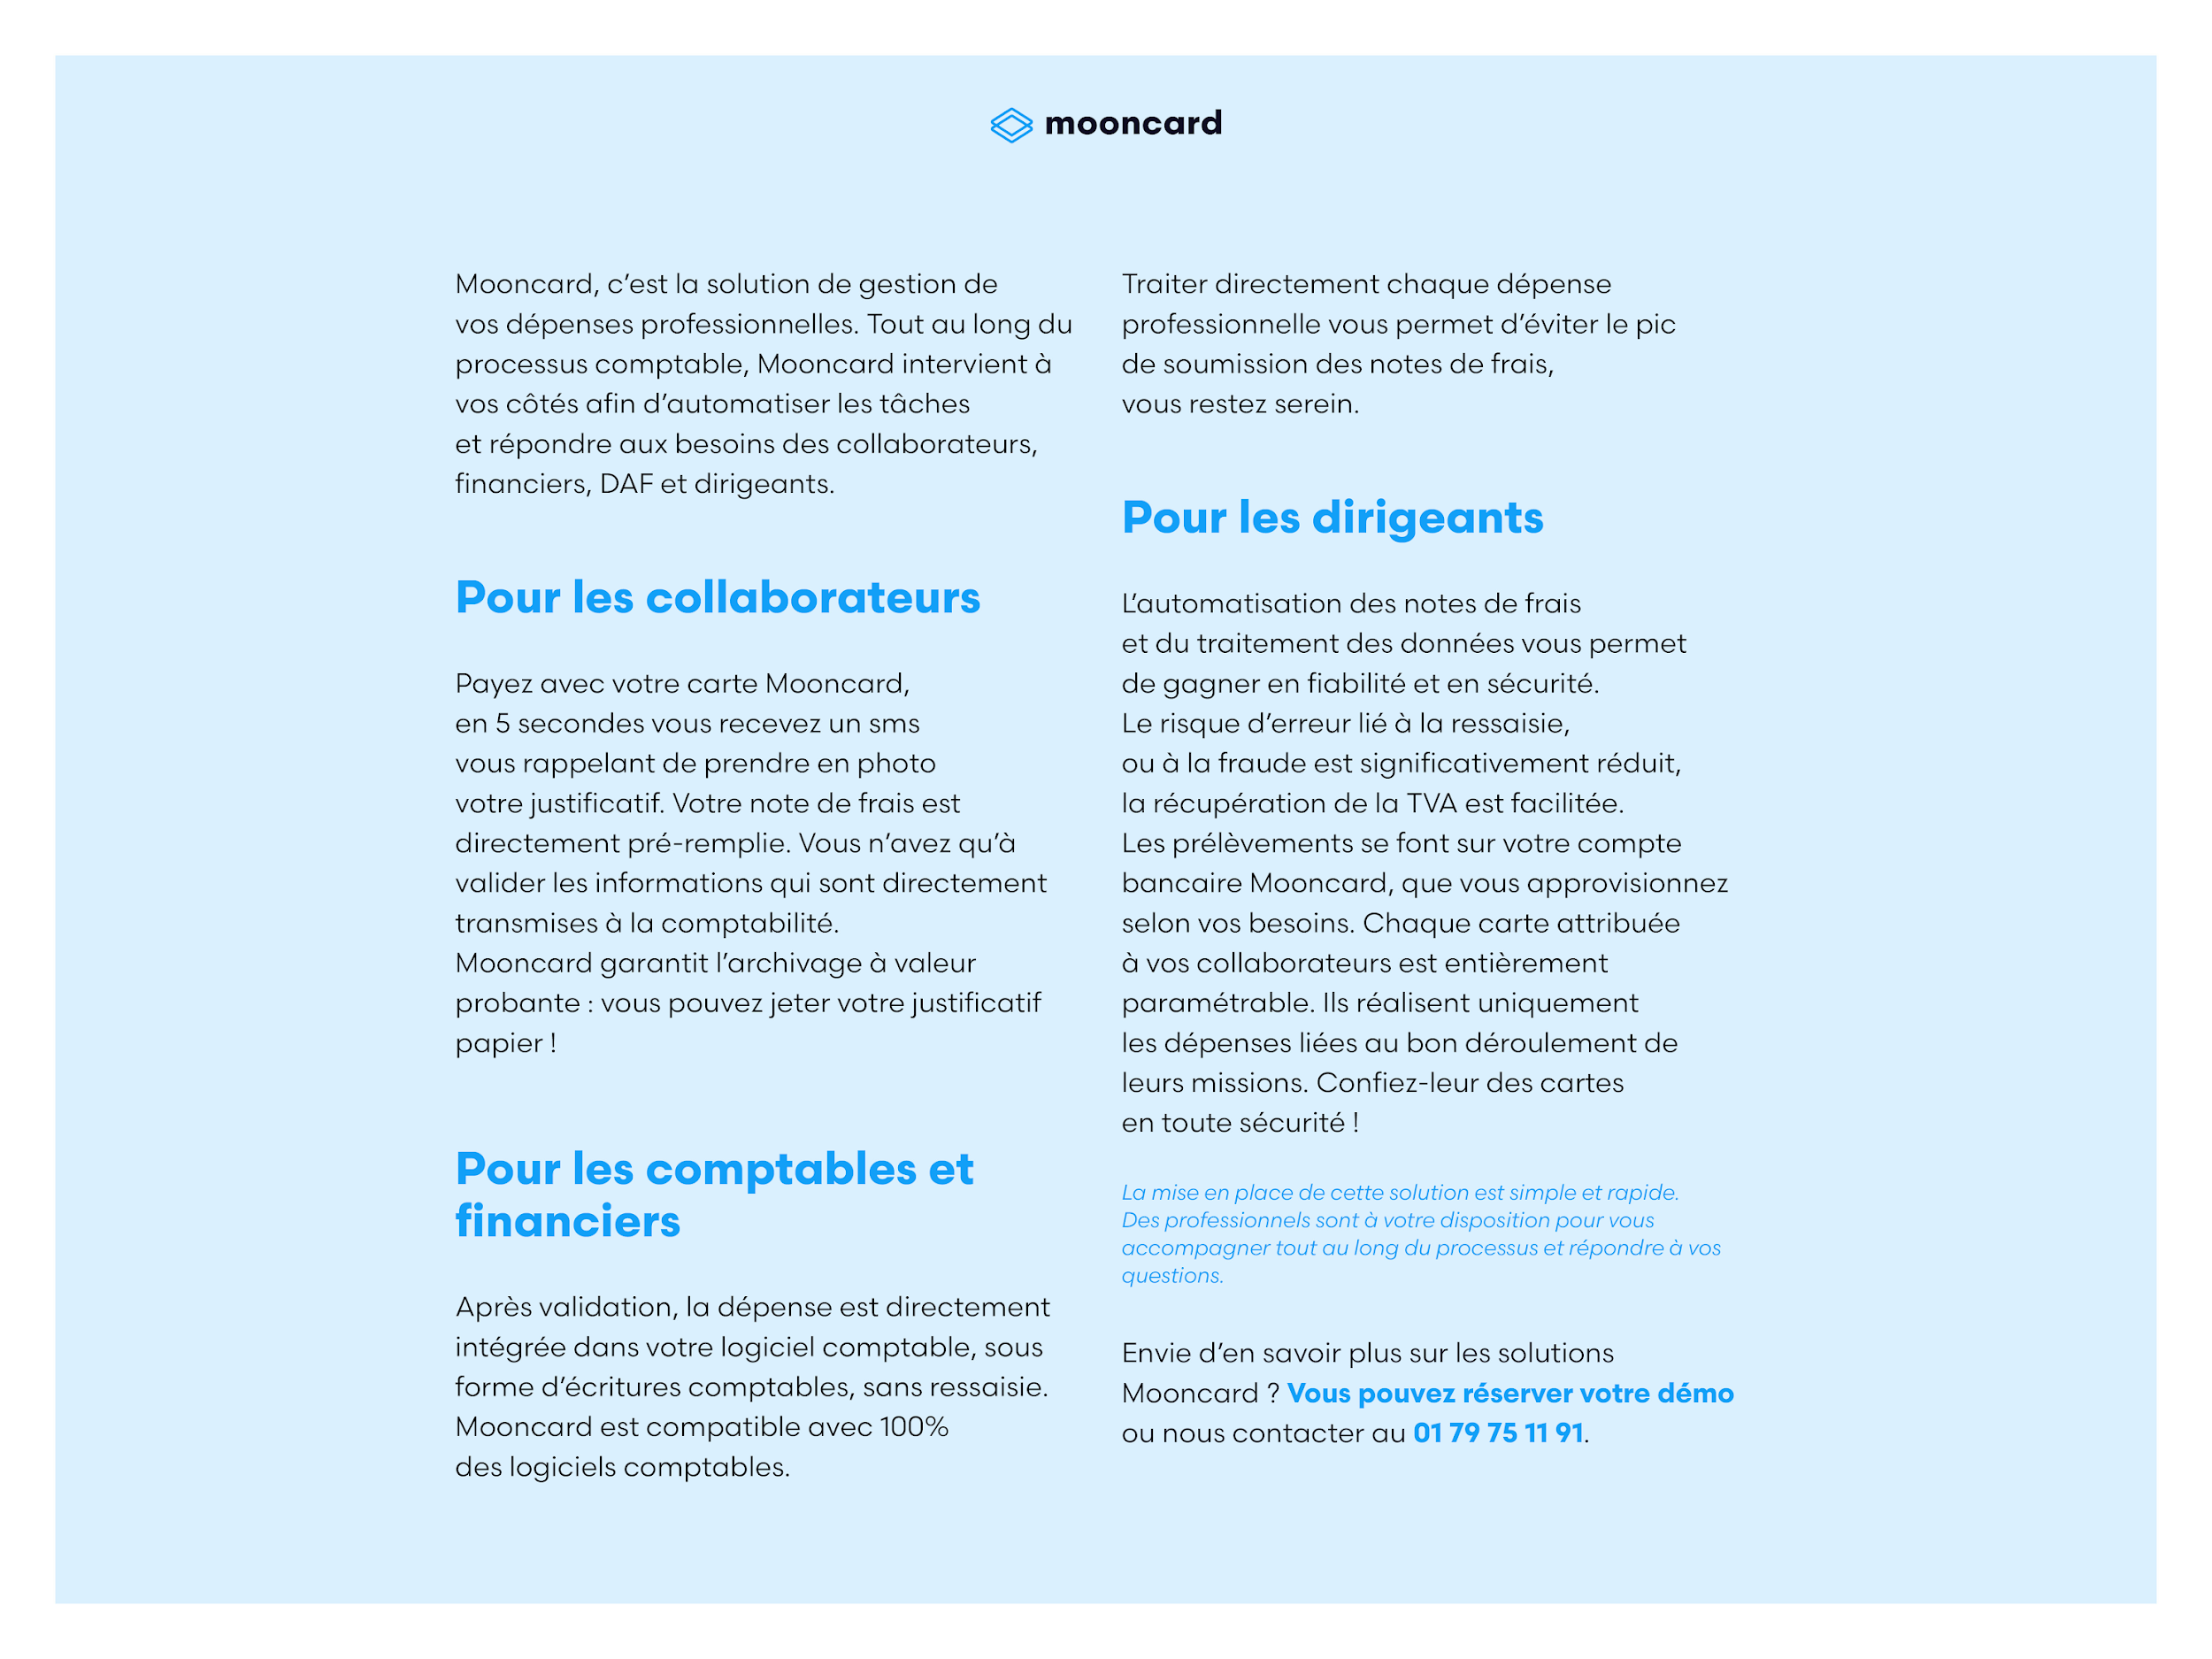 mooncard
Mooncard, c’est la solution de gestion de
vos dépenses professionnelles. Tout au long du
processus comptable, Mooncard intervient à
vos côtés afin d’automatiser les tâches
et répondre aux besoins des collaborateurs,
financiers, DAF et dirigeants.
Pour les collaborateurs
Payez avec votre carte Mooncard,
en 5 secondes vous recevez un sms
vous rappelant de prendre en photo
votre justificatif. Votre note de frais est
directement pré-remplie. Vous n’avez qu’à
valider les informations qui sont directement
transmises à la comptabilité.
Mooncard garantit l’archivage à valeur
probante : vous pouvez jeter votre justificatif
papier !
Pour les comptables et
financiers
Après validation, la dépense est directement
intégrée dans votre logiciel comptable, sous
forme d’écritures comptables, sans ressaisie.
Mooncard est compatible avec 100%
des logiciels comptables.
Traiter directement chaque dépense
professionnelle vous permet d’éviter le pic
de soumission des notes de frais,
vous restez serein.
Pour les dirigeants
L’automatisation des notes de frais
et du traitement des données vous permet
de gagner en fiabilité et en sécurité.
Le risque d’erreur lié à la ressaisie,
ou à la fraude est significativement réduit,
la récupération de la TVA est facilitée.
Les prélèvements se font sur votre compte
bancaire Mooncard, que vous approvisionnez
selon vos besoins. Chaque carte attribuée
à vos collaborateurs est entièrement
paramétrable. Ils réalisent uniquement
les dépenses liées au bon déroulement de
leurs missions. Confiez-leur des cartes
en toute sécurité !
La mise en place de cette solution est simple et rapide.
Des professionnels sont à votre disposition pour vous
accompagner tout au long du processus et répondre à vos
questions.
Envie d’en savoir plus sur les solutions
Mooncard ? Vous pouvez réserver votre démo
ou nous contacter au 01 79 75 11 91.